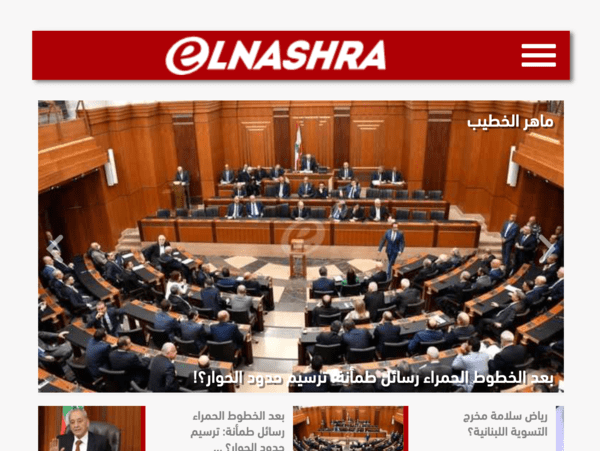 eLNASHRA
ماهر الخطيب
بعد الخطوط الحمراء رسائل طمأنة: ترسيم حدود الحوار؟!
رياض سلامة مخرج
التسوية اللبنانية؟
بعد الخطوط الحمراء
رسائل طمأنة: ترسيم
حدود الحوار؟ ...